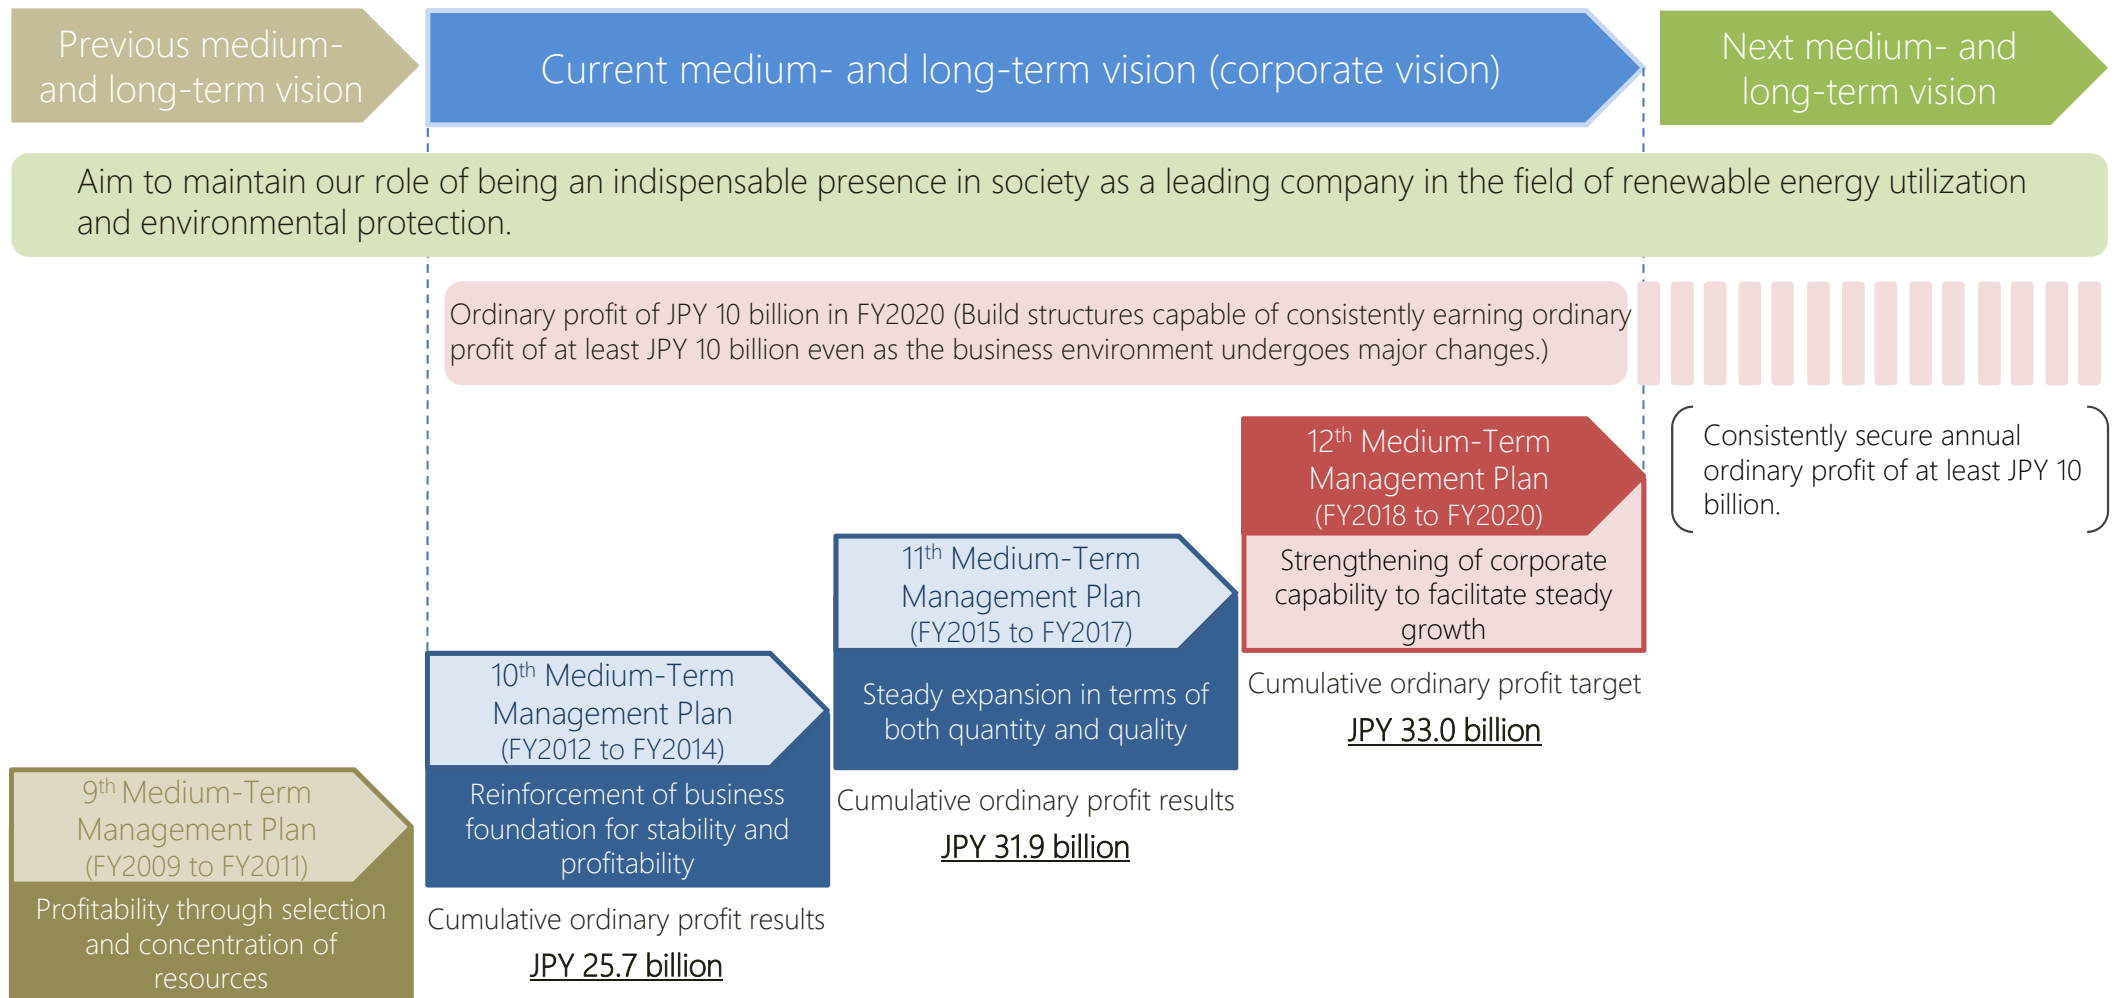 Previous medium-
and long-term vision
Current medium- and long-term vision (corporate vision)
Next medium- and
long-term vision
Aim to maintain our role of being an indispensable presence in society as a leading company in the field of renewable energy utilization
and environmental protection.
Ordinary profit of JPY 10 billion in FY2020 (Build structures capable of consistently earning ordinary
profit of at least JPY 10 billion even as the business environment undergoes major changes.)
Consistently secure annual
ordinary profit of at least JPY 10
billion.
12th Medium-Term
Management Plan
(FY2018 to FY2020)
Strengthening of corporate
capability to facilitate steady
growth
Cumulative ordinary profit target
JPY 33.0 billion
11th Medium-Term
Management Plan
(FY2015 to FY2017)
Steady expansion in terms of
both quantity and quality
Cumulative ordinary profit results
JPY 31.9 billion
10th Medium-Term
Management Plan
(FY2012 to FY2014)
Reinforcement of business
foundation for stability and
profitability
Cumulative ordinary profit results
JPY 25.7 billion
9th Medium-Term
Management Plan
(FY2009 to FY2011)
Profitability through selection
and concentration of
resources